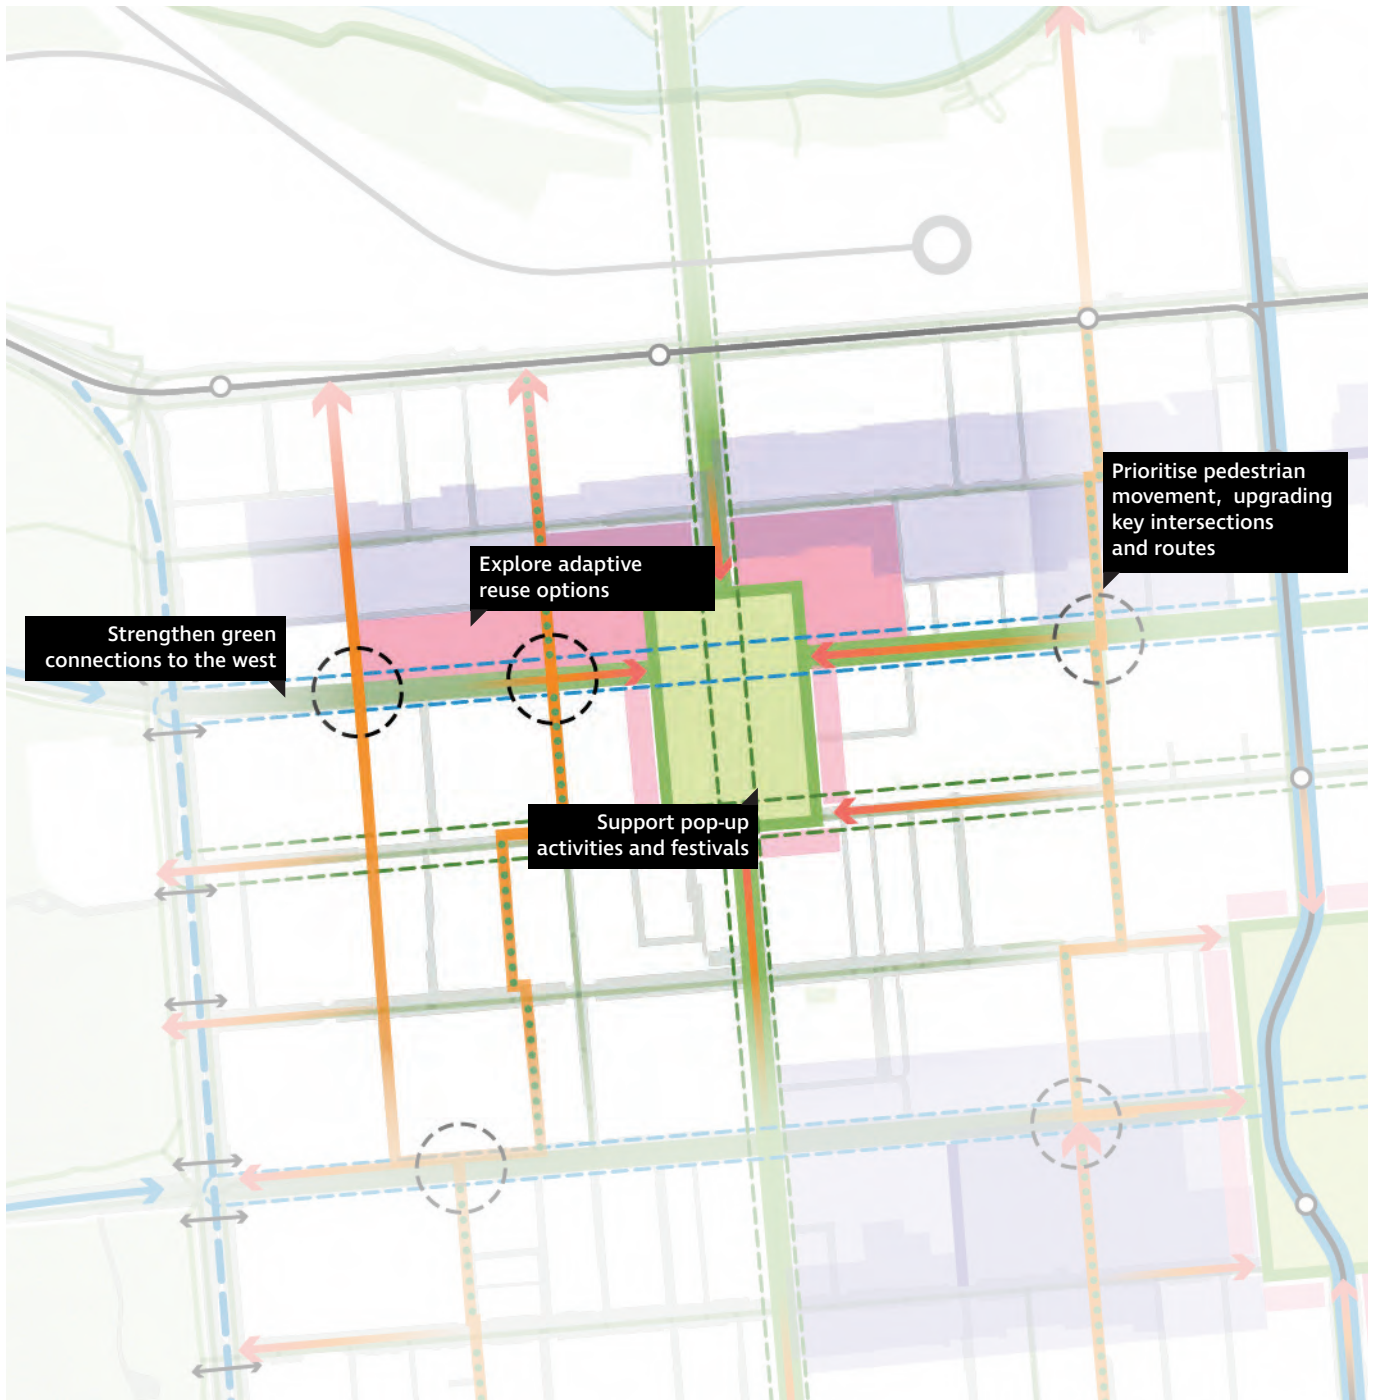 Prioritise pedestrian
movement, upgrading
key intersections
and routes
Explore adaptive
reuse options
Strengthen green
connections to the west
Support pop-up
activities and festivals